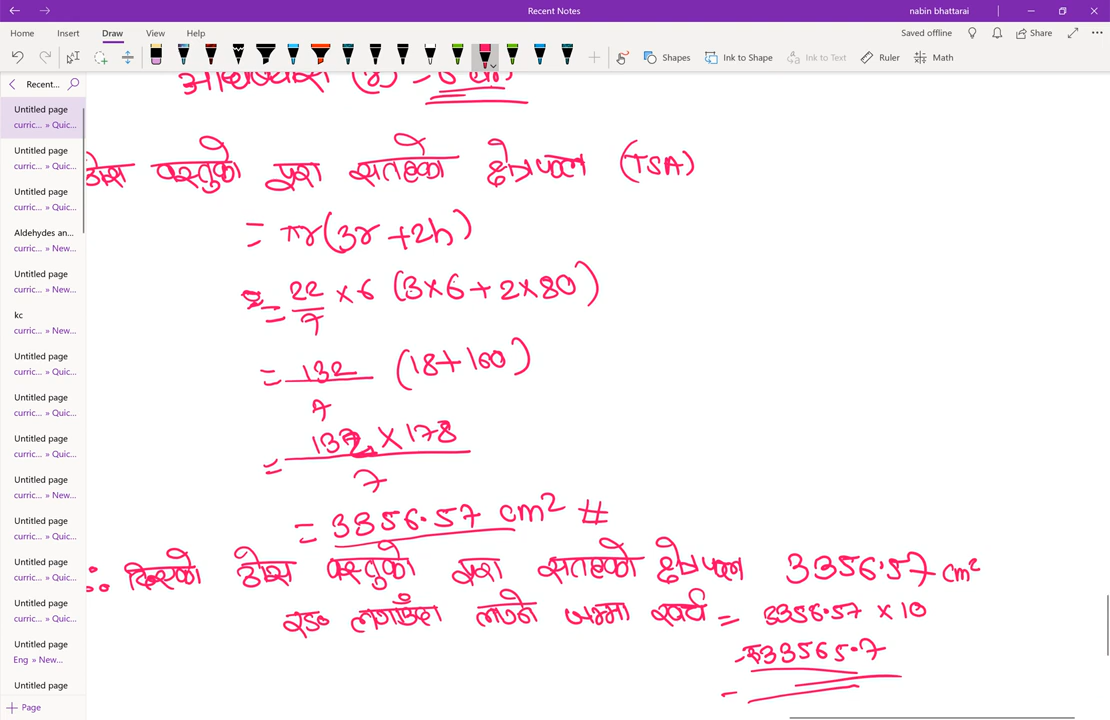 Recent Notes
nabin bhattarai
Home Insert Draw View Help
Saved offline Share
Shapes Ink to Shape Ink to Text Ruler Math
Recent...
Untitled page
curric... » Quic...
Untitled page
curric... » Quic...
Untitled page
curric... » Quic...
Aldehydes an...
curric... » New...
Untitled page
curric... » New...
kc
curric... » New...
Untitled page
curric... » Quic...
Untitled page
curric... » Quic...
Untitled page
curric... » Quic...
Untitled page
curric... » New...
Untitled page
curric... » Quic...
Untitled page
curric... » Quic...
Untitled page
curric... » Quic...
Untitled page
Eng » New...
Untitled page
+ Page
ठोस वस्तुको पुरा सतहको क्षेत्रफल (TSA)
= πr(3r+2h)
= 22/7 × 6 (3×6+2×80)
= 132/7 (18+160)
= 132×178/7
= 3356.57 cm² #
∴ दिइएको ठोस वस्तुको पुरा सतहको क्षेत्रफल 3356.57 cm²
रङ लगाउँदा लाग्ने जम्मा खर्च = 3356.57 × 10
33565.7
=